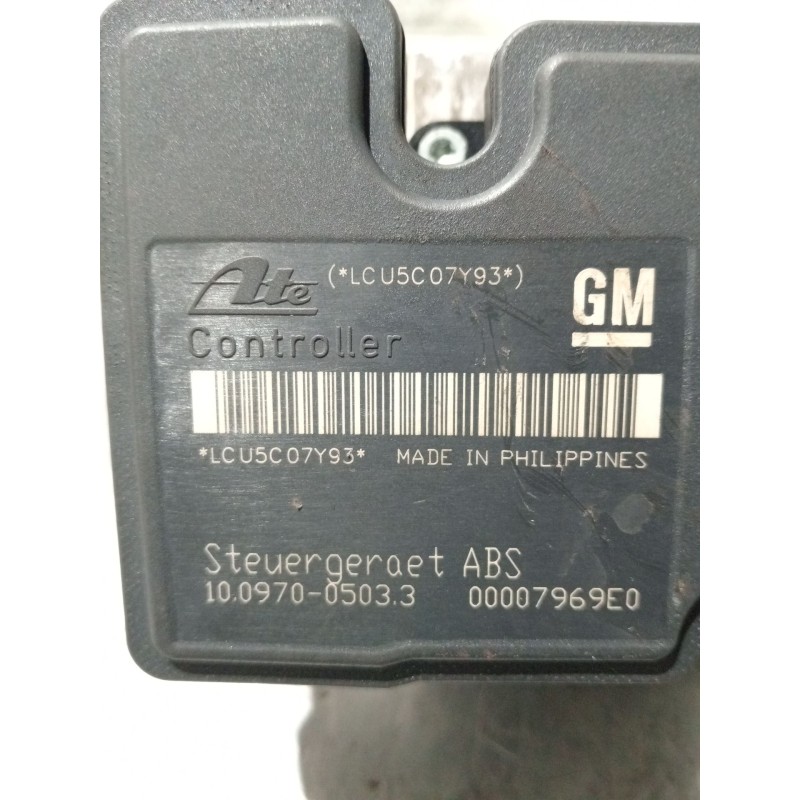 Ate (*LCU5C07Y93*)
GM
Controller
*LCU5C07Y93* MADE IN PHILIPPINES
Steuergeraet ABS
10.0970-0503.3 00007969E0